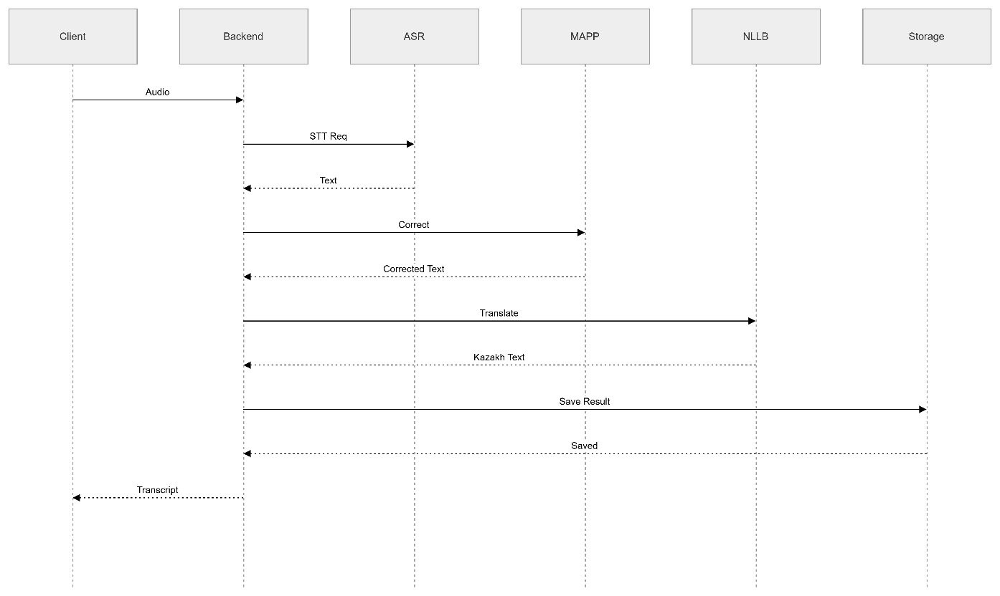 Client
Backend
ASR
MAPP
NLLB
Storage
Audio
STT Req
Text
Correct
Corrected Text
Translate
Kazakh Text
Save Result
Saved
Transcript